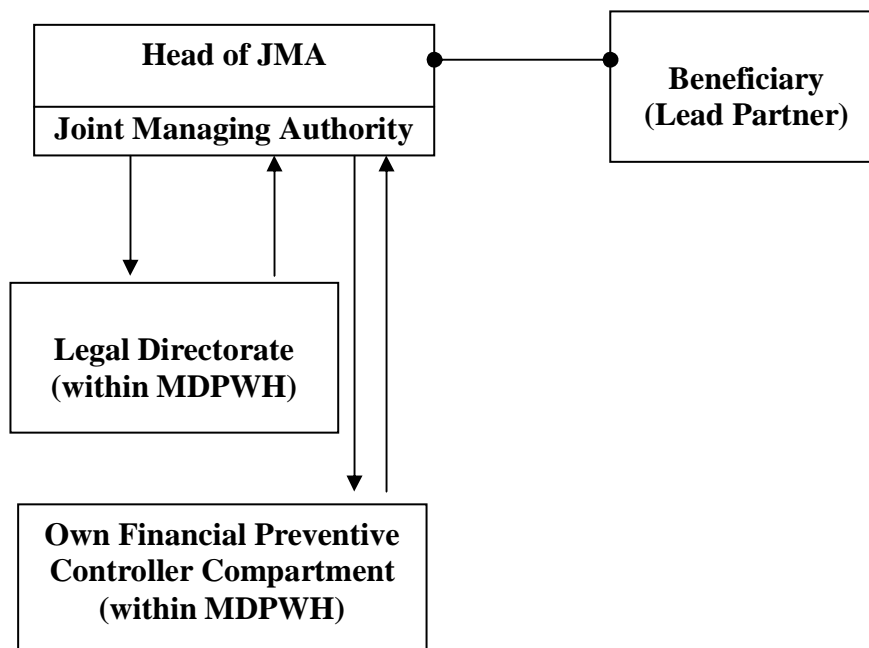 Head of JMA
Joint Managing Authority
Beneficiary
(Lead Partner)
Legal Directorate
(within MDPWH)
Own Financial Preventive
Controller Compartment
(within MDPWH)